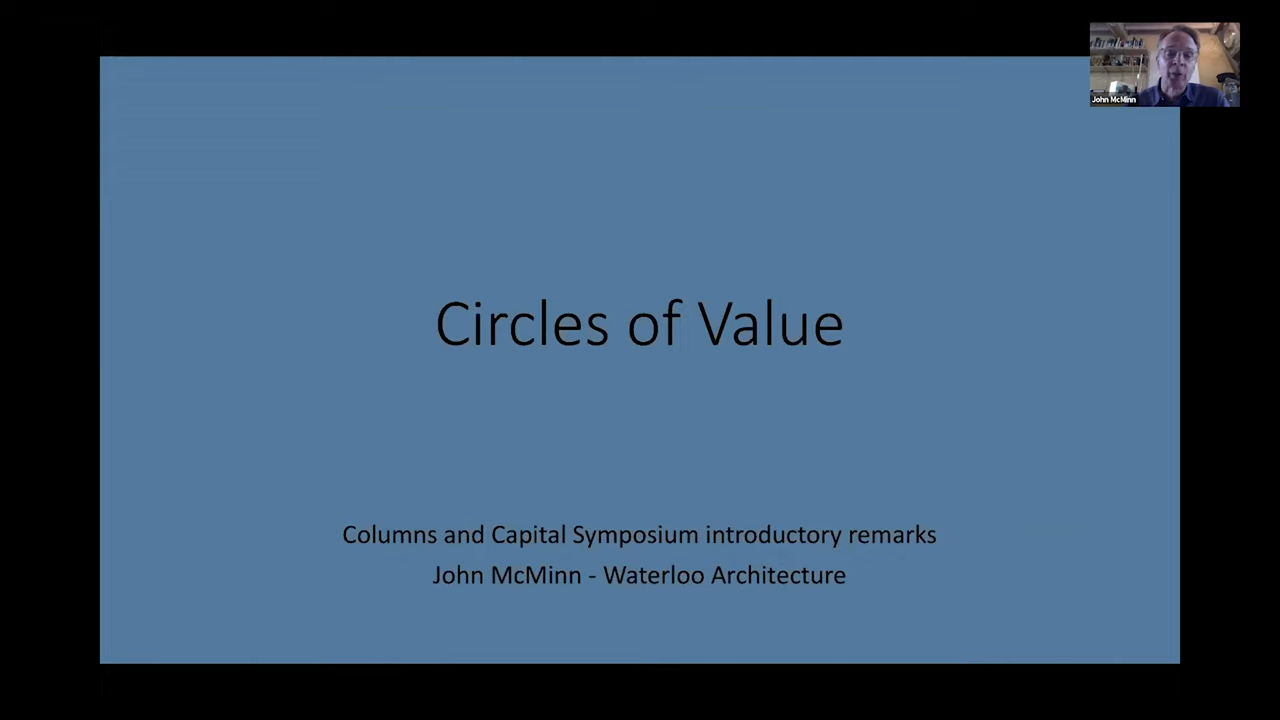 John McMinn
Circles of Value
Columns and Capital Symposium introductory remarks
John McMinn - Waterloo Architecture